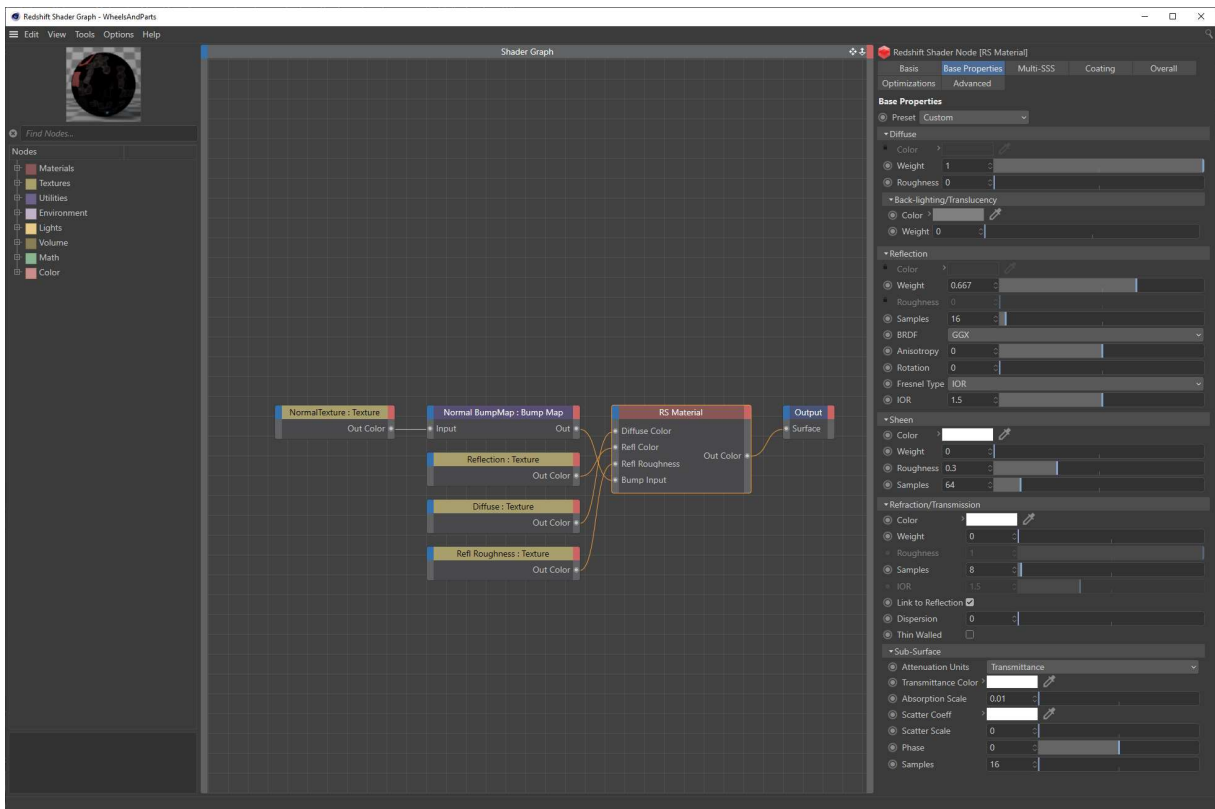 Redshift Shader Graph - WheelsAndParts
Edit View Tools Options Help
Find Nodes...
Nodes
Materials
Textures
Utilities
Environment
Lights
Volume
Math
Color
Shader Graph
NormalTexture : Texture
Out Color
Normal BumpMap : Bump Map
Input Out
Reflection : Texture
Out Color
Diffuse : Texture
Out Color
Refl Roughness : Texture
Out Color
RS Material
Diffuse Color
Refl Color
Out Color
Refl Roughness
Bump Input
Output
Surface
Redshift Shader Node [RS Material]
Basis Base Properties Multi-SSS Coating Overall
Optimizations Advanced
Base Properties
Preset Custom
Diffuse
Color
Weight 1
Roughness 0
Back-lighting/Translucency
Color
Weight 0
Reflection
Color
Weight 0.667
Roughness 0
Samples 16
BRDF GGX
Anisotropy 0
Rotation 0
Fresnel Type IOR
IOR 1.5
Sheen
Color
Weight 0
Roughness 0.3
Samples 64
Refraction/Transmission
Color
Weight 0
Roughness 1
Samples 8
IOR 1.5
Link to Reflection
Dispersion 0
Thin Walled
Sub-Surface
Attenuation Units Transmittance
Transmittance Color
Absorption Scale 0.01
Scatter Coeff
Scatter Scale 0
Phase 0
Samples 16